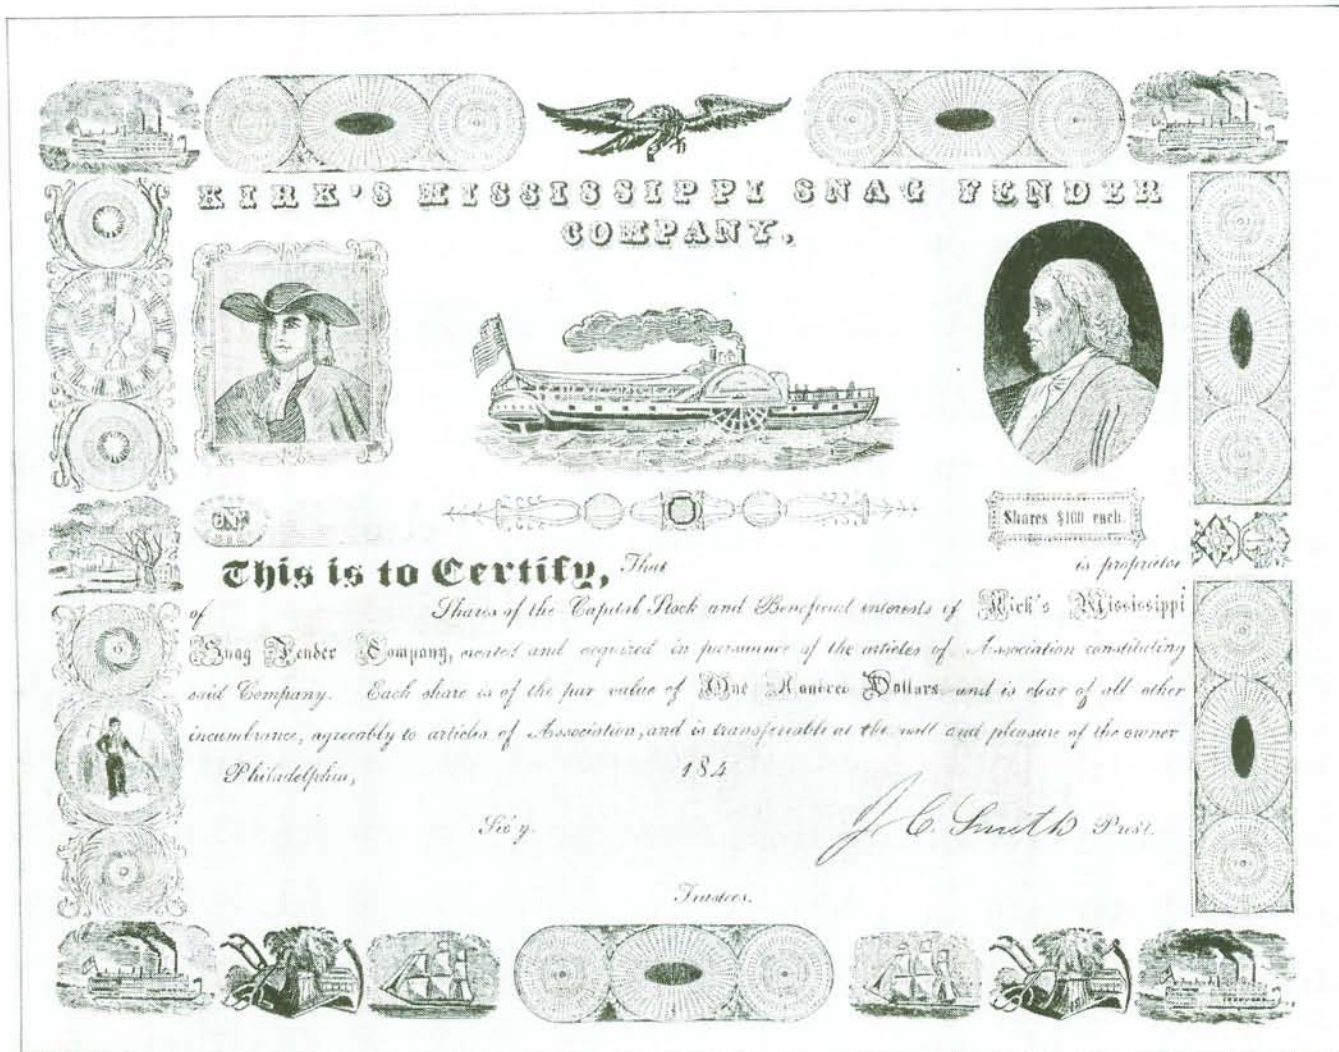 KIRK'S MISSISSIPPI SNAG FENDER
COMPANY,
Shares $100 each.
This is to Certify, That is proprietor
of Shares of the Capital Stock and Beneficial interests of Kirk's Mississippi
Snag Fender Company, created and acquired in pursuance of the articles of Association constituting
said Company. Each share is of the par value of One Hundred Dollars and is clear of all other
incumbrance, agreeably to articles of Association, and is transferable at the will and pleasure of the owner
Philadelphia, 184
Sec'y. J. C. Smith Prest.
Trustees.